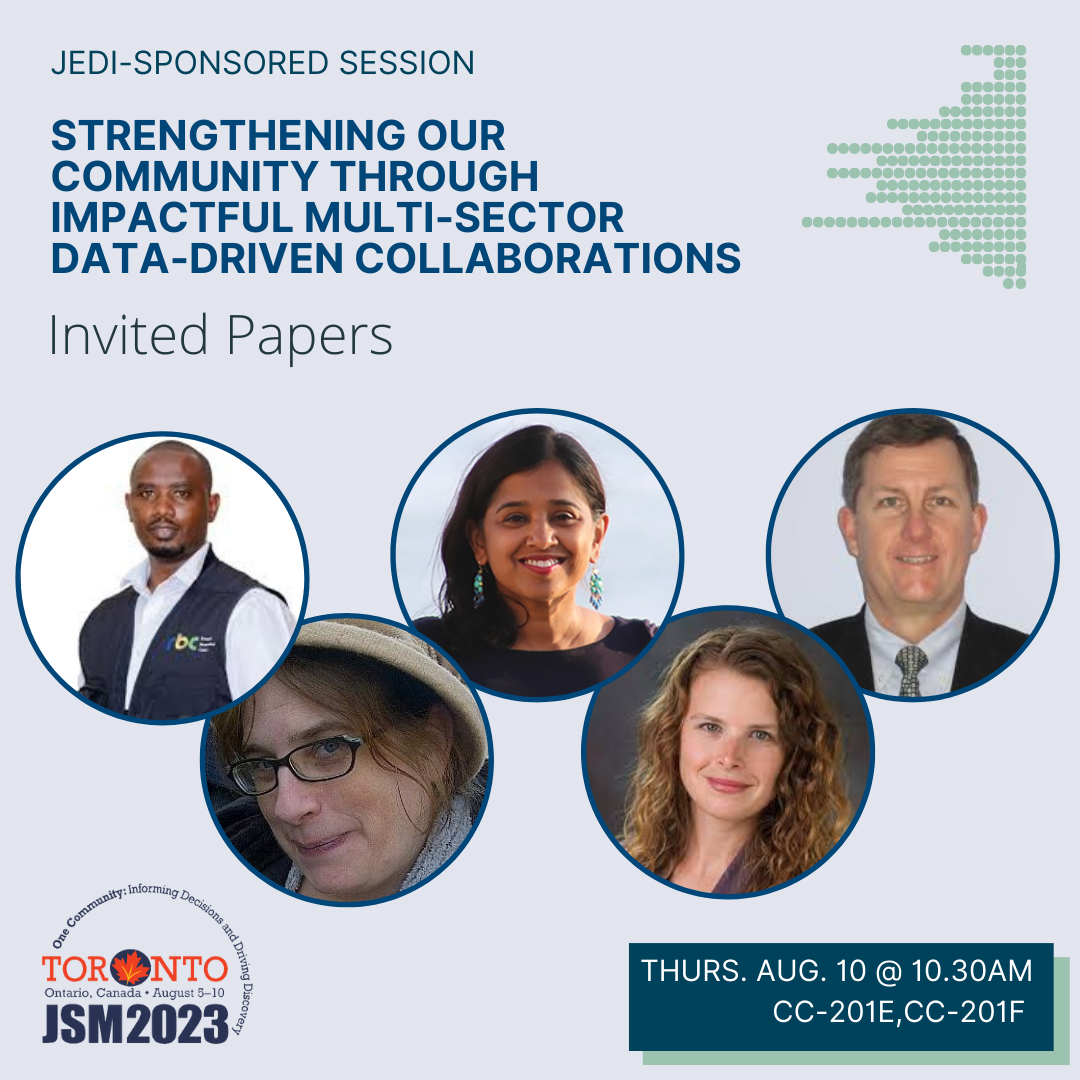 JEDI-SPONSORED SESSION
STRENGTHENING OUR
COMMUNITY THROUGH
IMPACTFUL MULTI-SECTOR
DATA-DRIVEN COLLABORATIONS
Invited Papers
rbc
One Community: Informing Decisions and Driving Discovery
TORONTO
Ontario, Canada • August 5–10
JSM2023
THURS. AUG. 10 @ 10.30AM
CC-201E,CC-201F